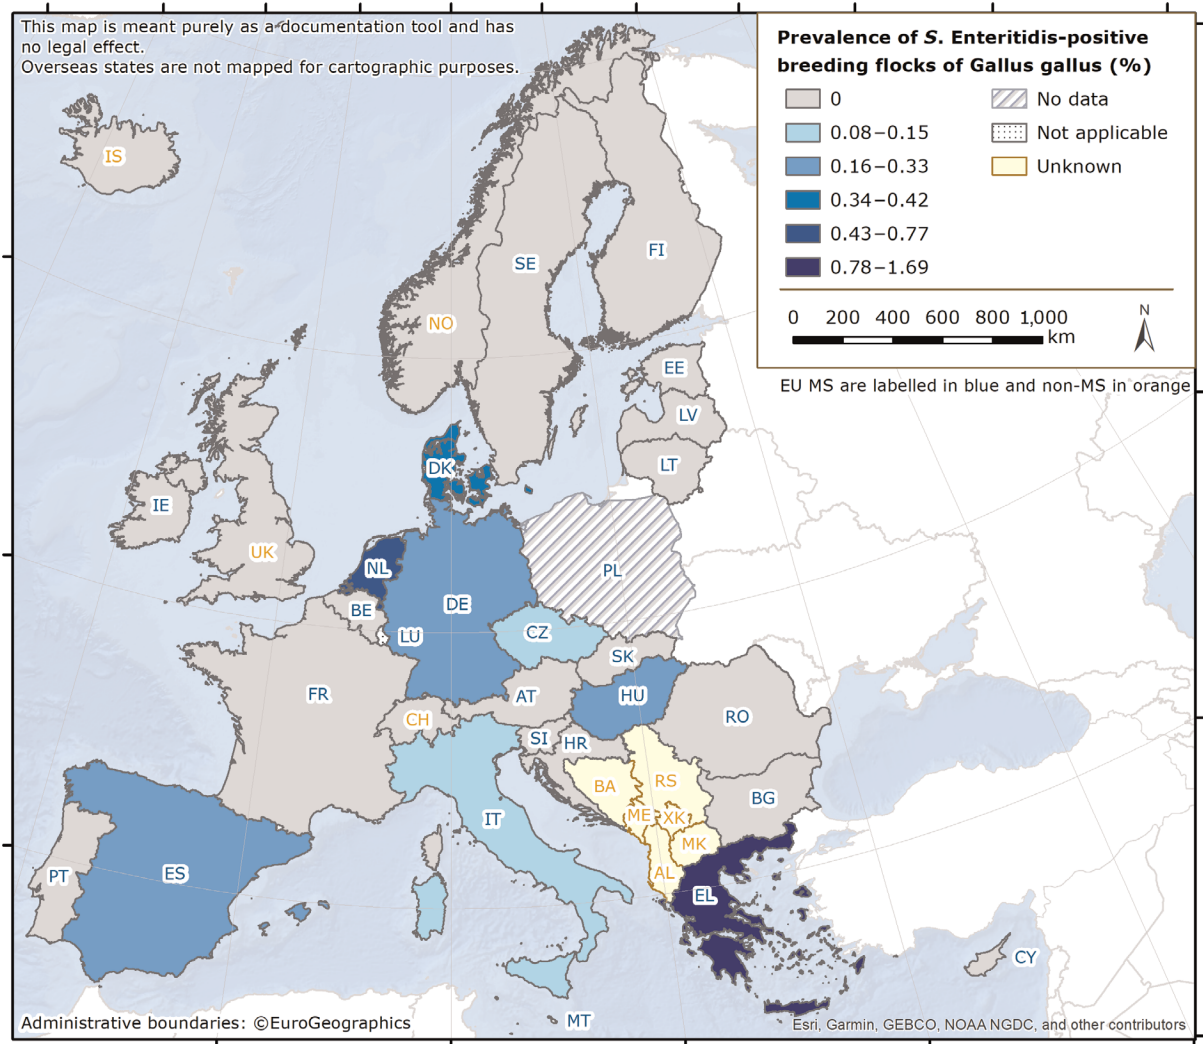 This map is meant purely as a documentation tool and has
no legal effect.
Overseas states are not mapped for cartographic purposes.
Prevalence of S. Enteritidis-positive
breeding flocks of Gallus gallus (%)
0
0.08–0.15
0.16–0.33
0.34–0.42
0.43–0.77
0.78–1.69
No data
Not applicable
Unknown
0 200 400 600 800 1,000
km
N
EU MS are labelled in blue and non-MS in orange
IS
FI
SE
NO
EE
LV
LT
DK
IE
UK
NL
PL
BE
DE
LU
CZ
SK
FR
AT
HU
CH
RO
SI
HR
BA
RS
BG
IT
ME
XK
MK
PT
ES
AL
EL
CY
MT
Administrative boundaries: ©EuroGeographics
Esri, Garmin, GEBCO, NOAA NGDC, and other contributors